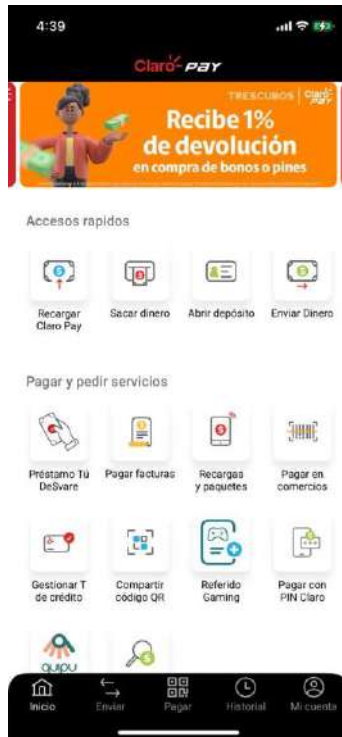 4:39
Claro pay
TRESCUBOS | Claro pay
Recibe 1%
de devolución
en compra de bonos o pines
Accesos rapidos
Recargar
Claro Pay
Sacar dinero
Abrir depósito
Enviar Dinero
Pagar y pedir servicios
Préstamo Tú
DeSvare
Pagar facturas
Recargas
y paquetes
Pagar en
comercios
Gestionar T
de crédito
Compartir
código QR
Referido
Gaming
Pagar con
PIN Claro
quipu
Inicio
Enviar
Pagar
Historial
Mi cuenta